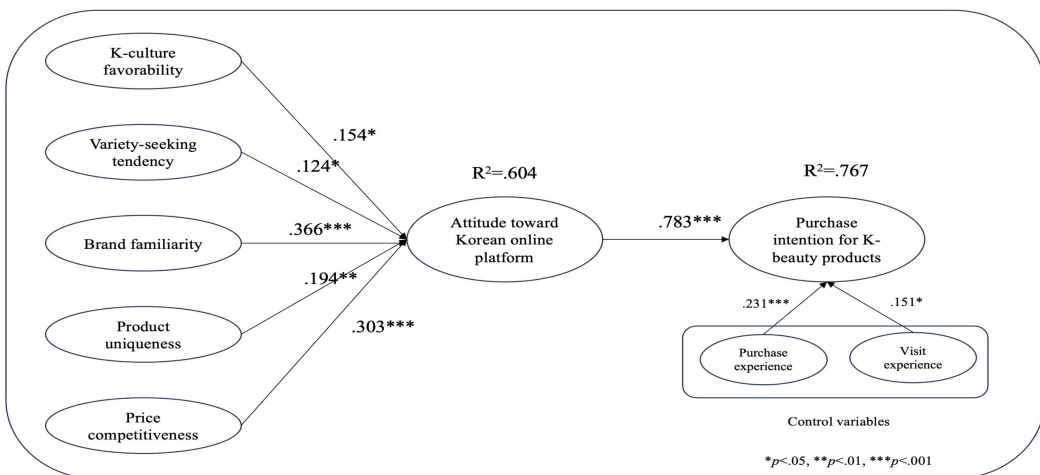 K-culture
favorability
.154*
Variety-seeking
tendency
.124*
R²=.604
R²=.767
Brand familiarity
.366***
Attitude toward
Korean online
platform
.783***
Purchase
intention for K-
beauty products
.194**
Product
uniqueness
.303***
.231***
.151*
Purchase
experience
Visit
experience
Price
competitiveness
Control variables
*p<.05, **p<.01, ***p<.001